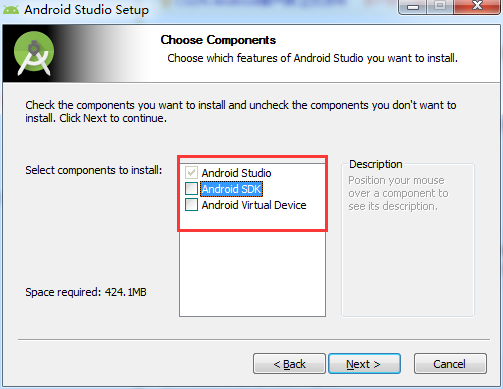 Android Studio Setup
Choose Components
Choose which features of Android Studio you want to install.
Check the components you want to install and uncheck the components you don't want to
install. Click Next to continue.
Select components to install:
Android Studio
Android SDK
Android Virtual Device
Description
Position your mouse
over a component to
see its description.
Space required: 424.1MB
< Back
Next >
Cancel